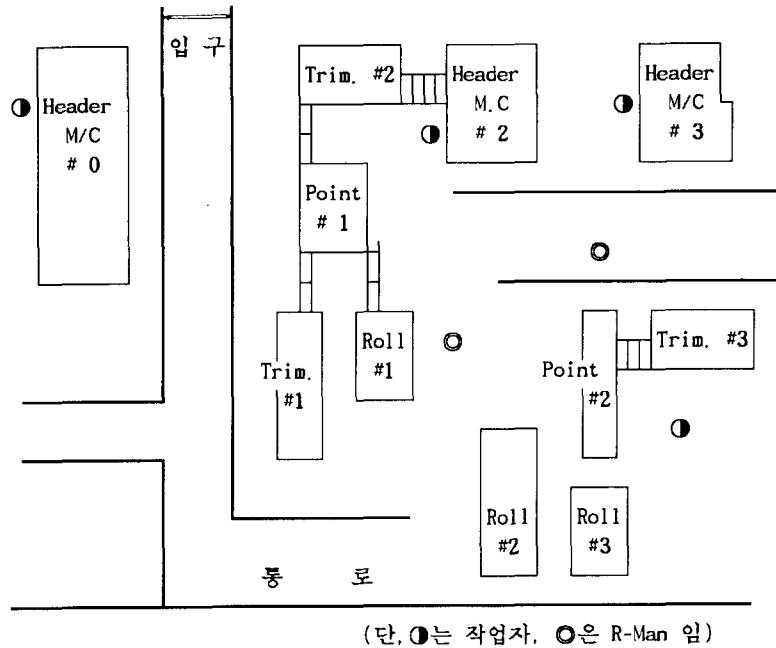 입 구
Header
M/C
# 0
Trim. #2
Header
M.C
# 2
Header
M/C
# 3
Point
# 1
Trim.
#1
Roll
#1
Point
#2
Trim. #3
Roll
#2
Roll
#3
통 로
(단, ◑는 작업자, ◎은 R-Man 임)